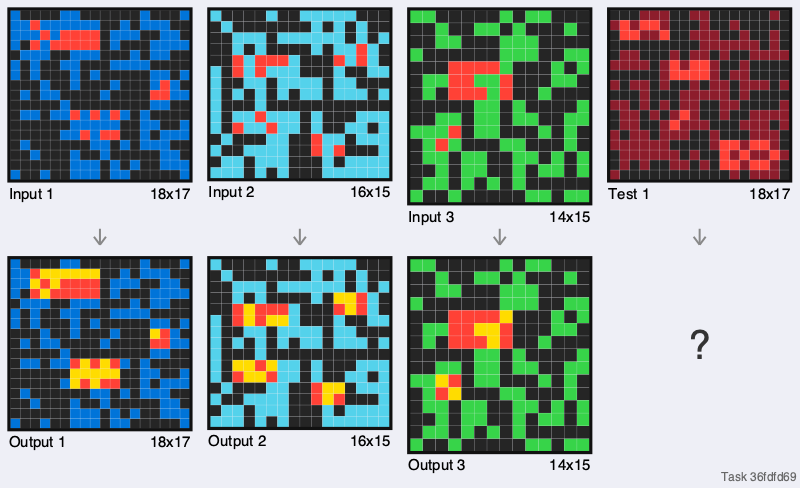 Input 1 18x17
Input 2 16x15
Input 3 14x15
Test 1 18x17
?
Output 1 18x17
Output 2 16x15
Output 3 14x15
Task 36fdfd69